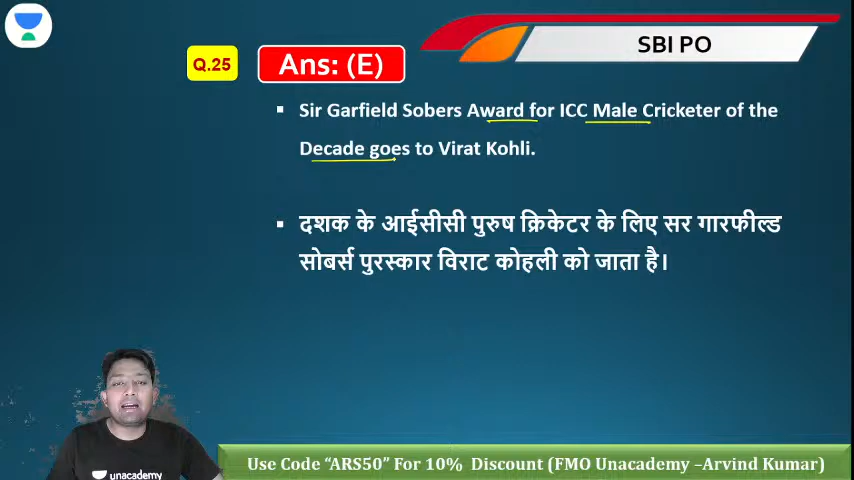 SBI PO
Q.25
Ans: (E)
▪ Sir Garfield Sobers Award for ICC Male Cricketer of the
Decade goes to Virat Kohli.
▪ दशक के आईसीसी पुरुष क्रिकेटर के लिए सर गारफील्ड
सोबर्स पुरस्कार विराट कोहली को जाता है।
unacademy
Use Code “ARS50” For 10% Discount (FMO Unacademy –Arvind Kumar)